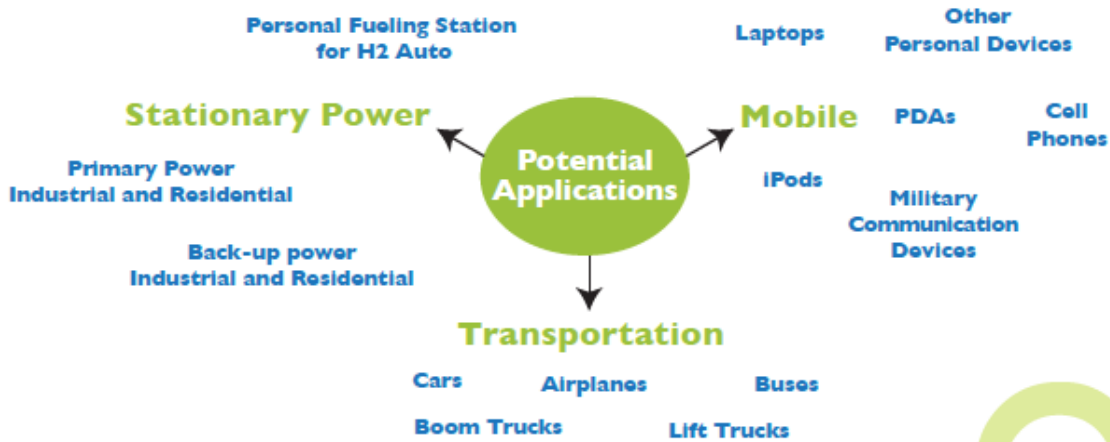 Personal Fueling Station
for H2 Auto
Laptops
Other
Personal Devices
Stationary Power
Potential
Applications
Mobile
PDAs
Cell
Phones
Primary Power
Industrial and Residential
iPods
Military
Communication
Devices
Back-up power
Industrial and Residential
Transportation
Cars
Airplanes
Buses
Boom Trucks
Lift Trucks